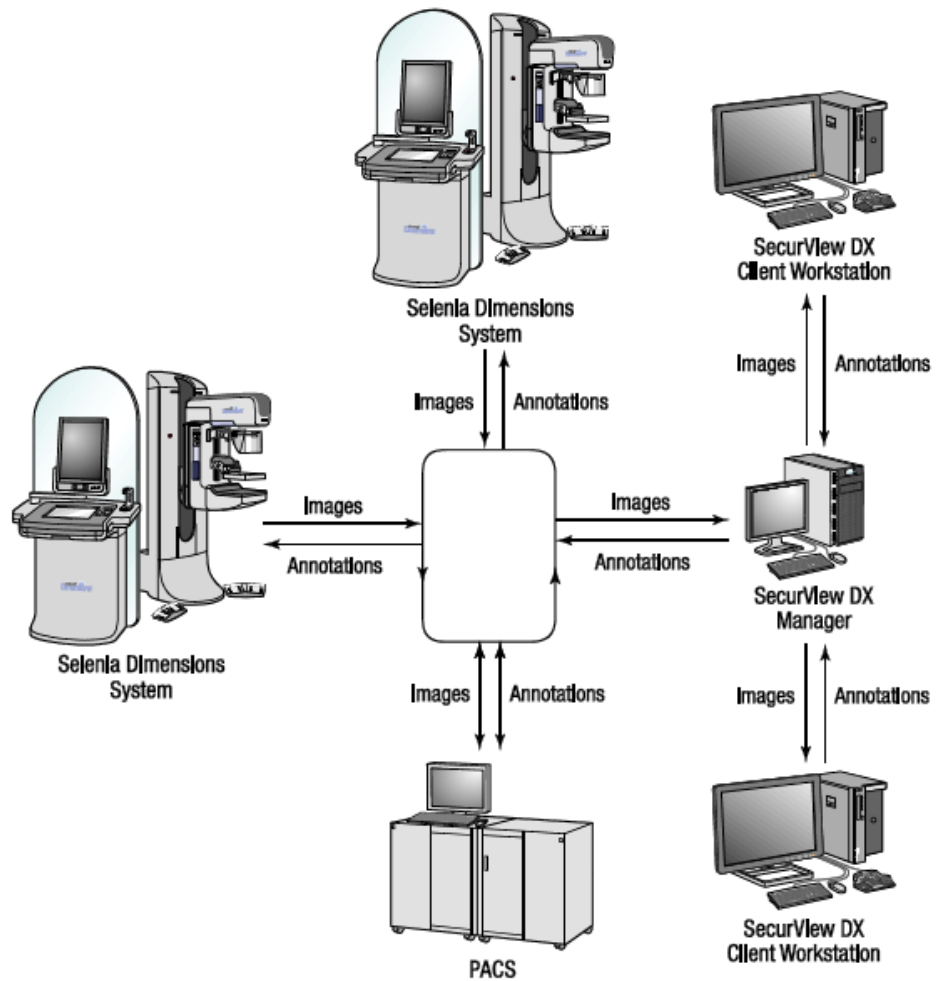 SecurView DX
Client Workstation
Selenia Dimensions
System
Images
Annotations
Images
Annotations
Images
Annotations
Images
Annotations
SecurView DX
Manager
Selenia Dimensions
System
Images
Annotations
Images
Annotations
SecurView DX
Client Workstation
PACS